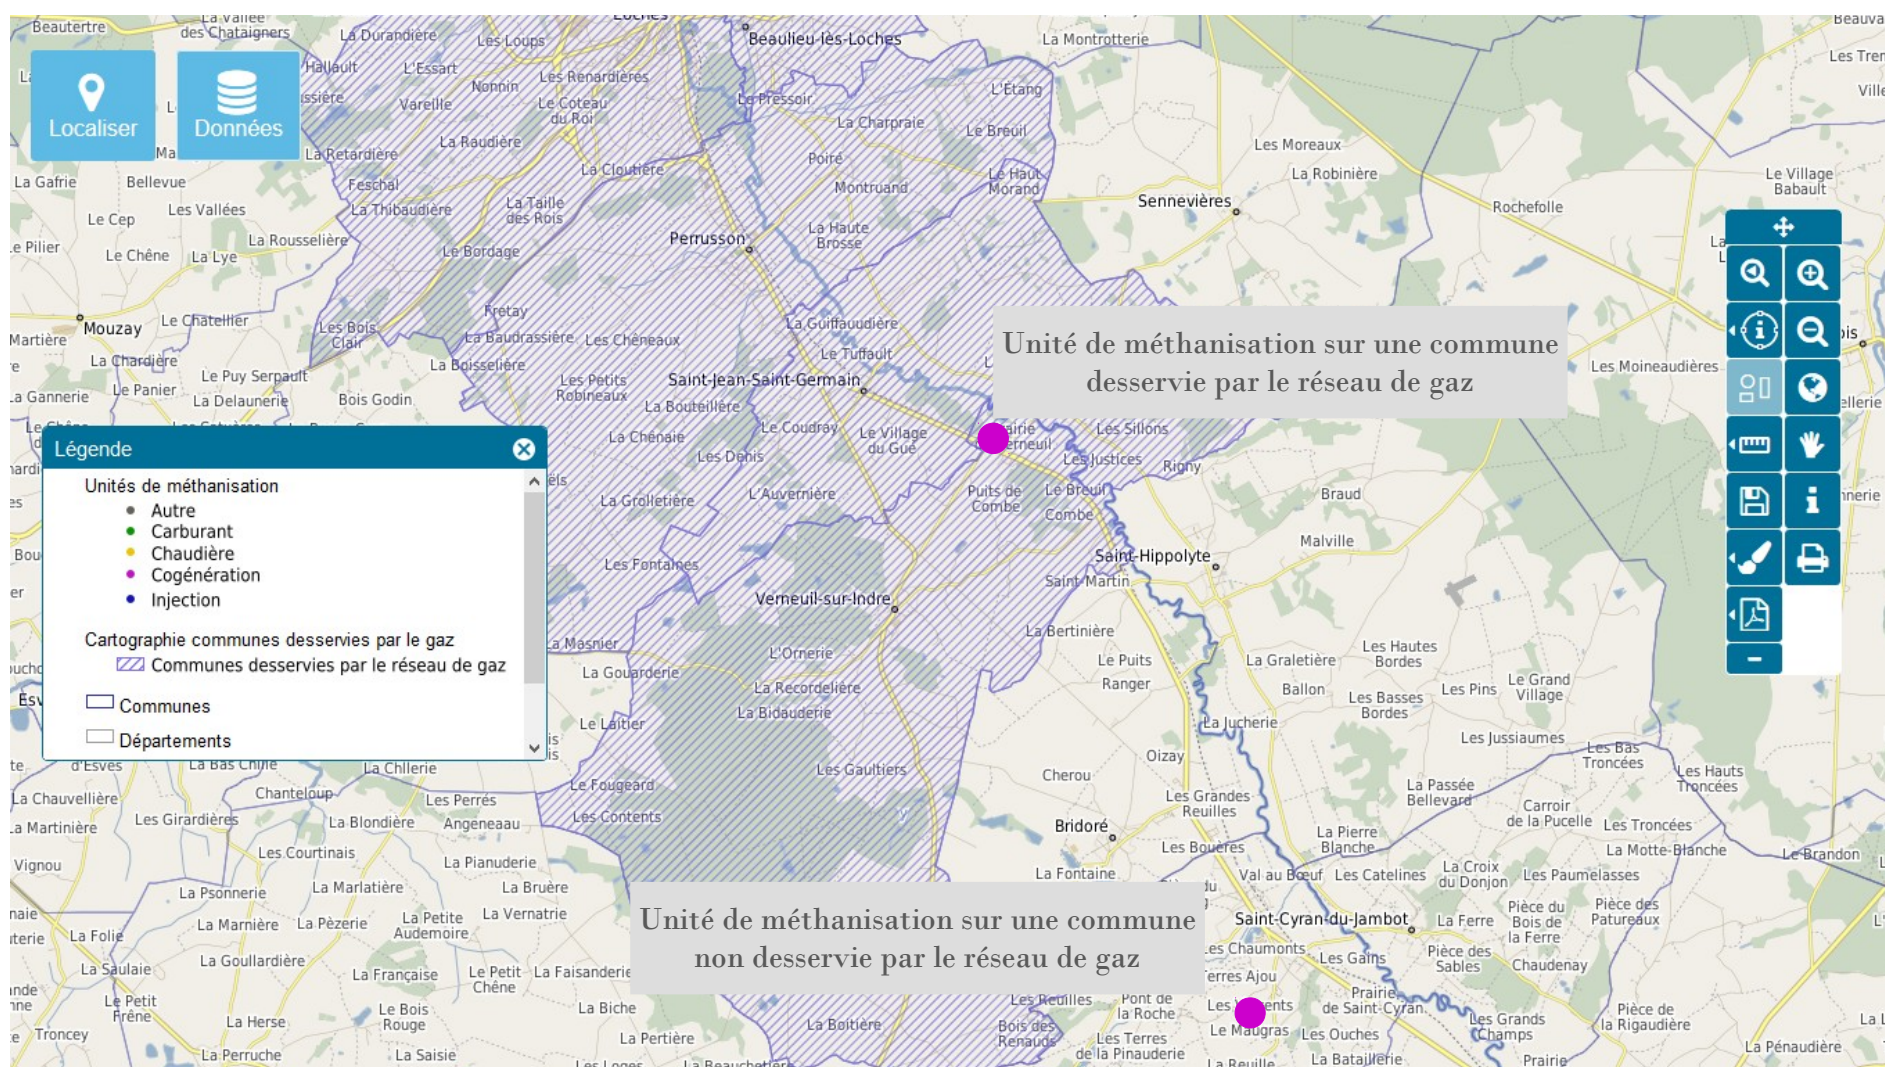 Beautertre
La Vallée
des Chataigners
La Durandière
Les Loups
Loches
Beaulieu-lès-Loches
La Montrotterie
Localiser
Données
Hallault
L'Essart
Nonnin
Les Renardières
L'Étang
Vareille
Le Coteau
du Roi
Le Pressoir
La Charpraie
Le Breuil
La Raudière
La Retardière
La Cloutière
Poiré
Les Moreaux
La Gafrie
Bellevue
Feschal
Montruand
Le Haut
Morand
La Robinière
Le Village
Babault
Le Cep
Les Vallées
La Thibaudière
La Taille
des Rois
Sennevières
Rochefolle
Le Pilier
Le Chêne
La Lye
La Rousselière
Le Bordage
Perrusson
La Haute
Brosse
Mouzay
Le Chatellier
Les Bois
Clair
Fretay
La Baudrassière
Les Chêneaux
La Guiffauudière
Unité de méthanisation sur une commune
desservie par le réseau de gaz
La Chardière
Le Puy Serpault
La Boisselière
Le Tuffault
Les Moineaudières
La Gannerie
Le Panier
La Delaunerie
Bois Godin
Les Petits
Robineaux
Saint-Jean-Saint-Germain
La Bouteillère
Le Coudray
Le Village
du Gué
Les Sillons
Les Justices
Rigny
La Chênaie
Les Denis
Légende
Unités de méthanisation
Autre
Carburant
Chaudière
Cogénération
Injection
Cartographie communes desservies par le gaz
Communes desservies par le réseau de gaz
Communes
Départements
La Grolletière
L'Auvernière
Puits de
Combe
Le Breuil
Combe
Braud
Malville
Les Fontaines
Saint-Hippolyte
Saint-Martin
Verneuil-sur-Indre
La Bertinière
La Masnier
L'Ornerie
La Gouarderie
Le Puits
Ranger
La Graletière
Les Hautes
Bordes
La Recordelière
La Bidauderie
Ballon
Les Basses
Bordes
Les Pins
Le Grand
Village
Le Laitier
La Jucherie
Les Jussiaumes
Les Bas
Troncées
d'Esves
La Bas Chille
La Chllerie
Les Gaultiers
Oizay
Cherou
Les Hauts
Troncées
La Chauvellière
Chanteloup
Les Perrés
Le Fougeard
Les Grandes
Reuilles
La Passée
Bellevard
Carroir
de la Pucelle
La Martinière
Les Girardières
La Blondière
Angeneaau
Les Contents
Bridoré
La Pierre
Blanche
Les Troncées
Vignou
Les Courtinais
La Pianuderie
Les Bouères
La Motte-Blanche
Le Brandon
La Fontaine
Val au Bœuf
Les Catelines
La Croix
du Donjon
Les Paumelasses
La Psonnerie
La Marlatière
La Bruère
Unité de méthanisation sur une commune
non desservie par le réseau de gaz
La Marnière
La Pèzerie
La Petite
Audemoire
La Vernatrie
Saint-Cyran-du-Jambot
La Ferre
Pièce du
Bois de
la Ferre
Pièce des
Patureaux
La Folie
La Saulaie
La Goullardière
La Française
Le Petit
Chêne
La Faisanderie
Les Chaumonts
Les Gains
Pièce des
Sables
Chaudenay
Le Petit
Frêne
La Herse
Le Bois
Rouge
La Biche
Les Reuilles
Pont de
la Roche
Prairie
de Saint-Cyran
Les Grands
Champs
Pièce de
la Rigaudière
Troncey
La Perruche
La Saisie
La Pertière
La Boitière
Bois des
Renauds
Les Terres
de la Pinauderie
Le Maugras
Les Ouches
La Bataillerie
La Reuille
Prairie
La Pénaudière
Les Loges
La Beauchetière